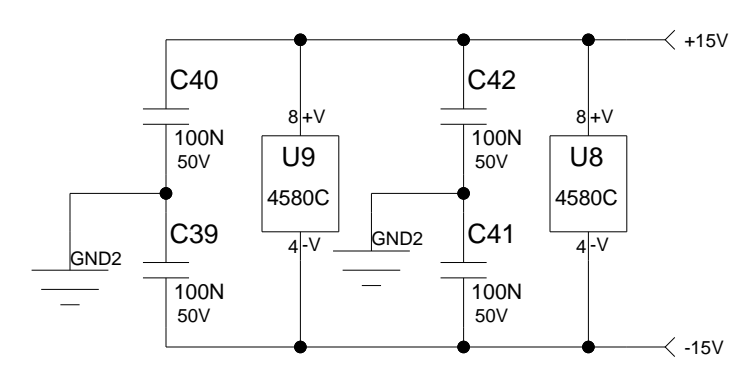 +15V
C40
C42
8 +V
8 +V
100N
50V
U9
4580C
100N
50V
U8
4580C
C39
C41
GND2
4 -V
GND2
4 -V
100N
50V
100N
50V
-15V